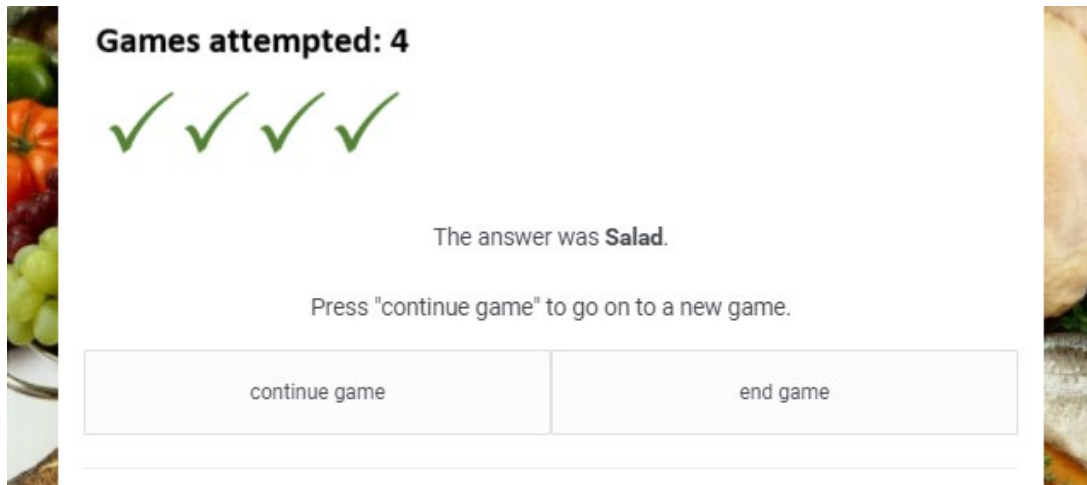 Games attempted: 4
The answer was Salad.
Press "continue game" to go on to a new game.
continue game
end game